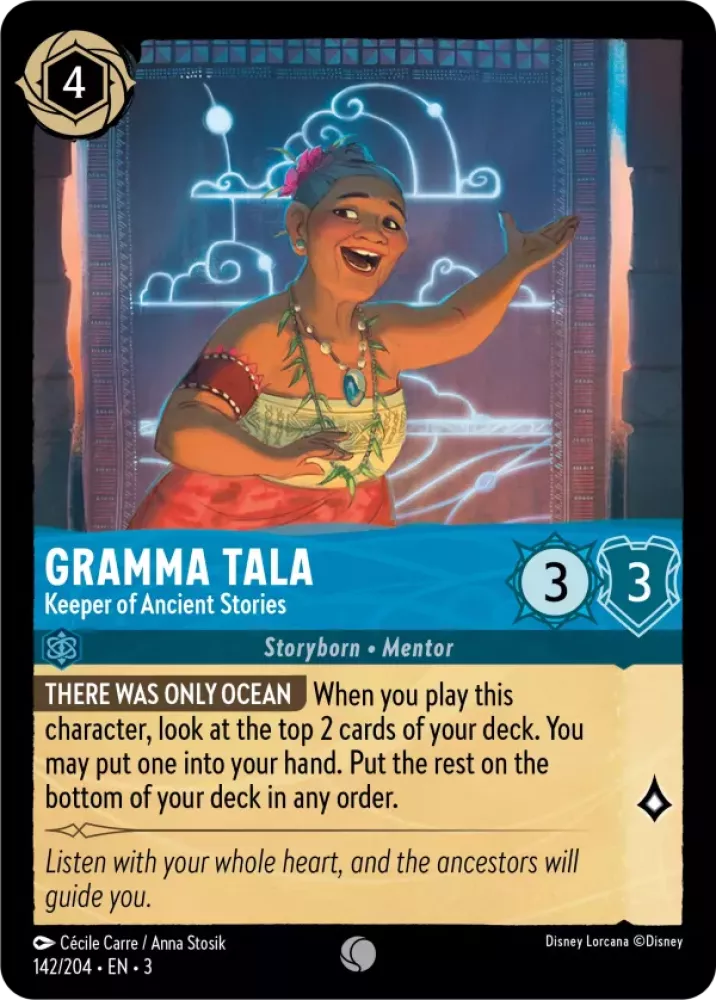 4
GRAMMA TALA
Keeper of Ancient Stories
3
3
Storyborn • Mentor
THERE WAS ONLY OCEAN When you play this
character, look at the top 2 cards of your deck. You
may put one into your hand. Put the rest on the
bottom of your deck in any order.
Listen with your whole heart, and the ancestors will
guide you.
Cécile Carre / Anna Stosik
Disney Lorcana ©Disney
142/204 • EN • 3